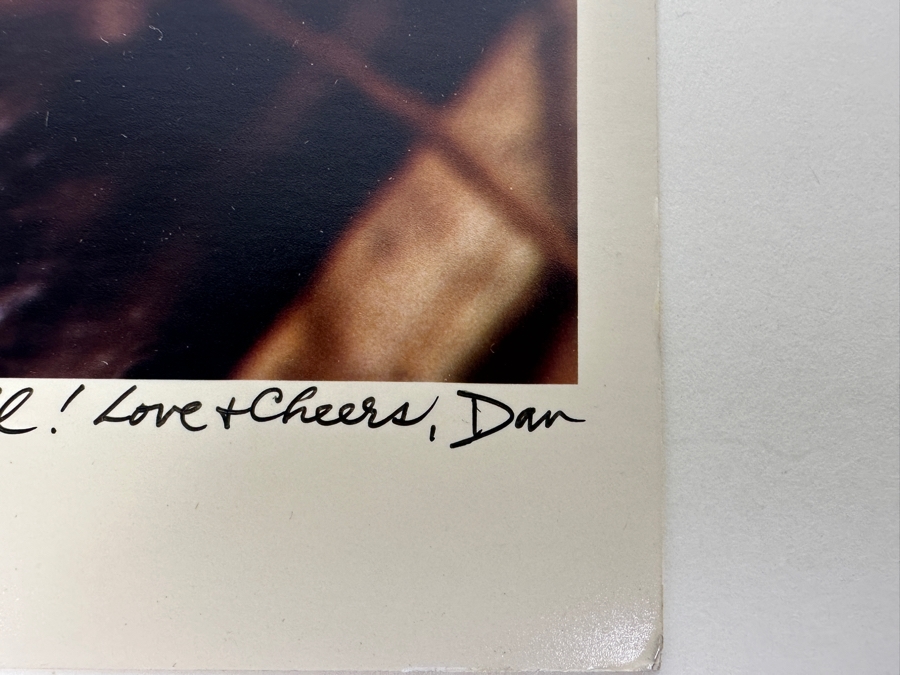 ! Love + Cheers, Dan